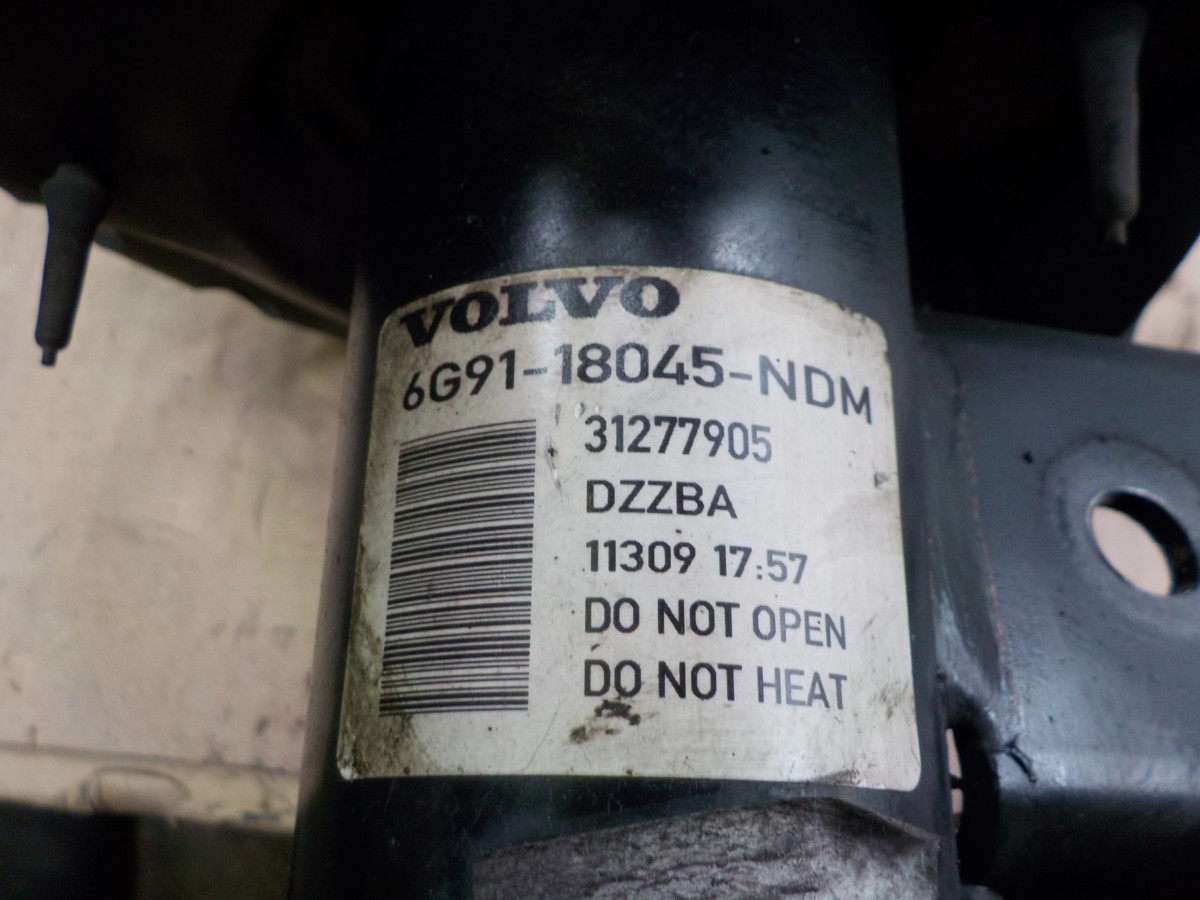 VOLVO
6G91-18045-NDM
31277905
DZZBA
11309 17:57
DO NOT OPEN
DO NOT HEAT